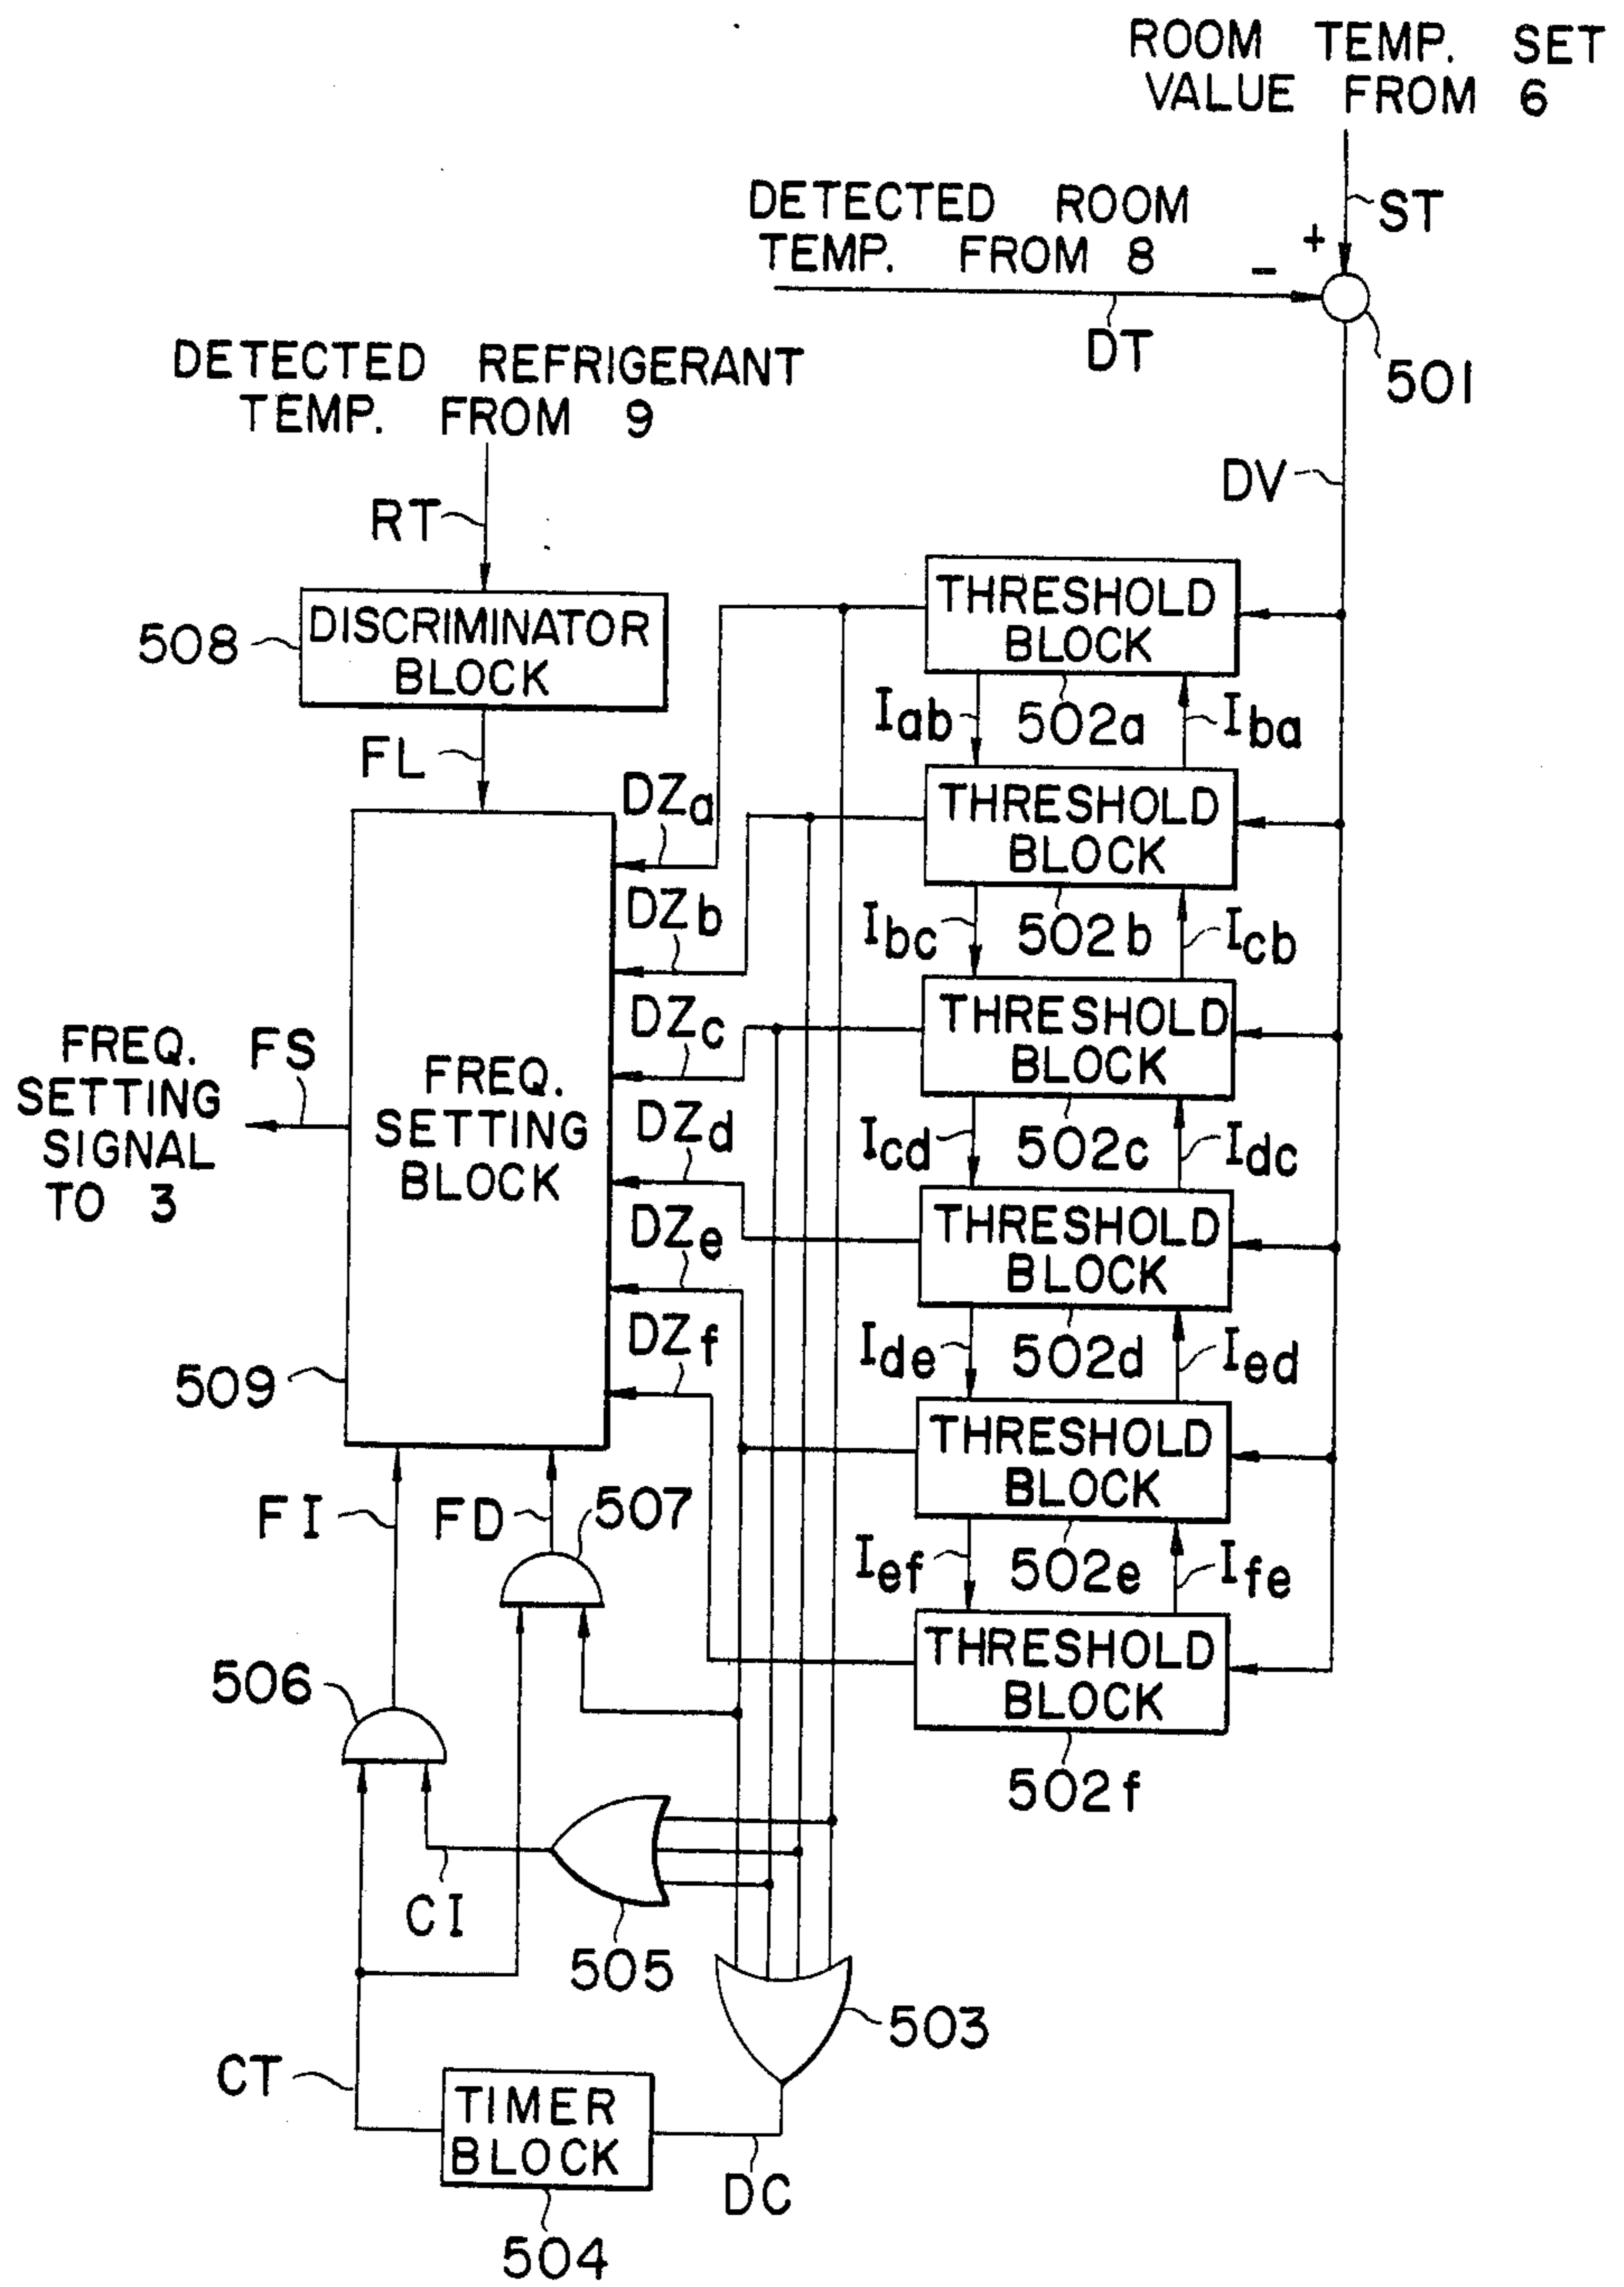 ROOM TEMP. SET
VALUE FROM 6
ST
+
DETECTED ROOM
TEMP. FROM 8
-
DT
501
DETECTED REFRIGERANT
TEMP. FROM 9
DV
RT
THRESHOLD
BLOCK
508
DISCRIMINATOR
BLOCK
Iab
502a
Iba
FL
DZa
THRESHOLD
BLOCK
DZb
Ibc
502b
Icb
DZc
THRESHOLD
BLOCK
FREQ.
SETTING
SIGNAL
TO 3
FS
FREQ.
SETTING
BLOCK
DZd
Icd
502c
Idc
DZe
THRESHOLD
BLOCK
DZf
Ide
502d
Ied
509
THRESHOLD
BLOCK
FI
FD
507
Ief
502e
Ife
THRESHOLD
BLOCK
506
502f
CI
505
503
CT
TIMER
BLOCK
DC
504